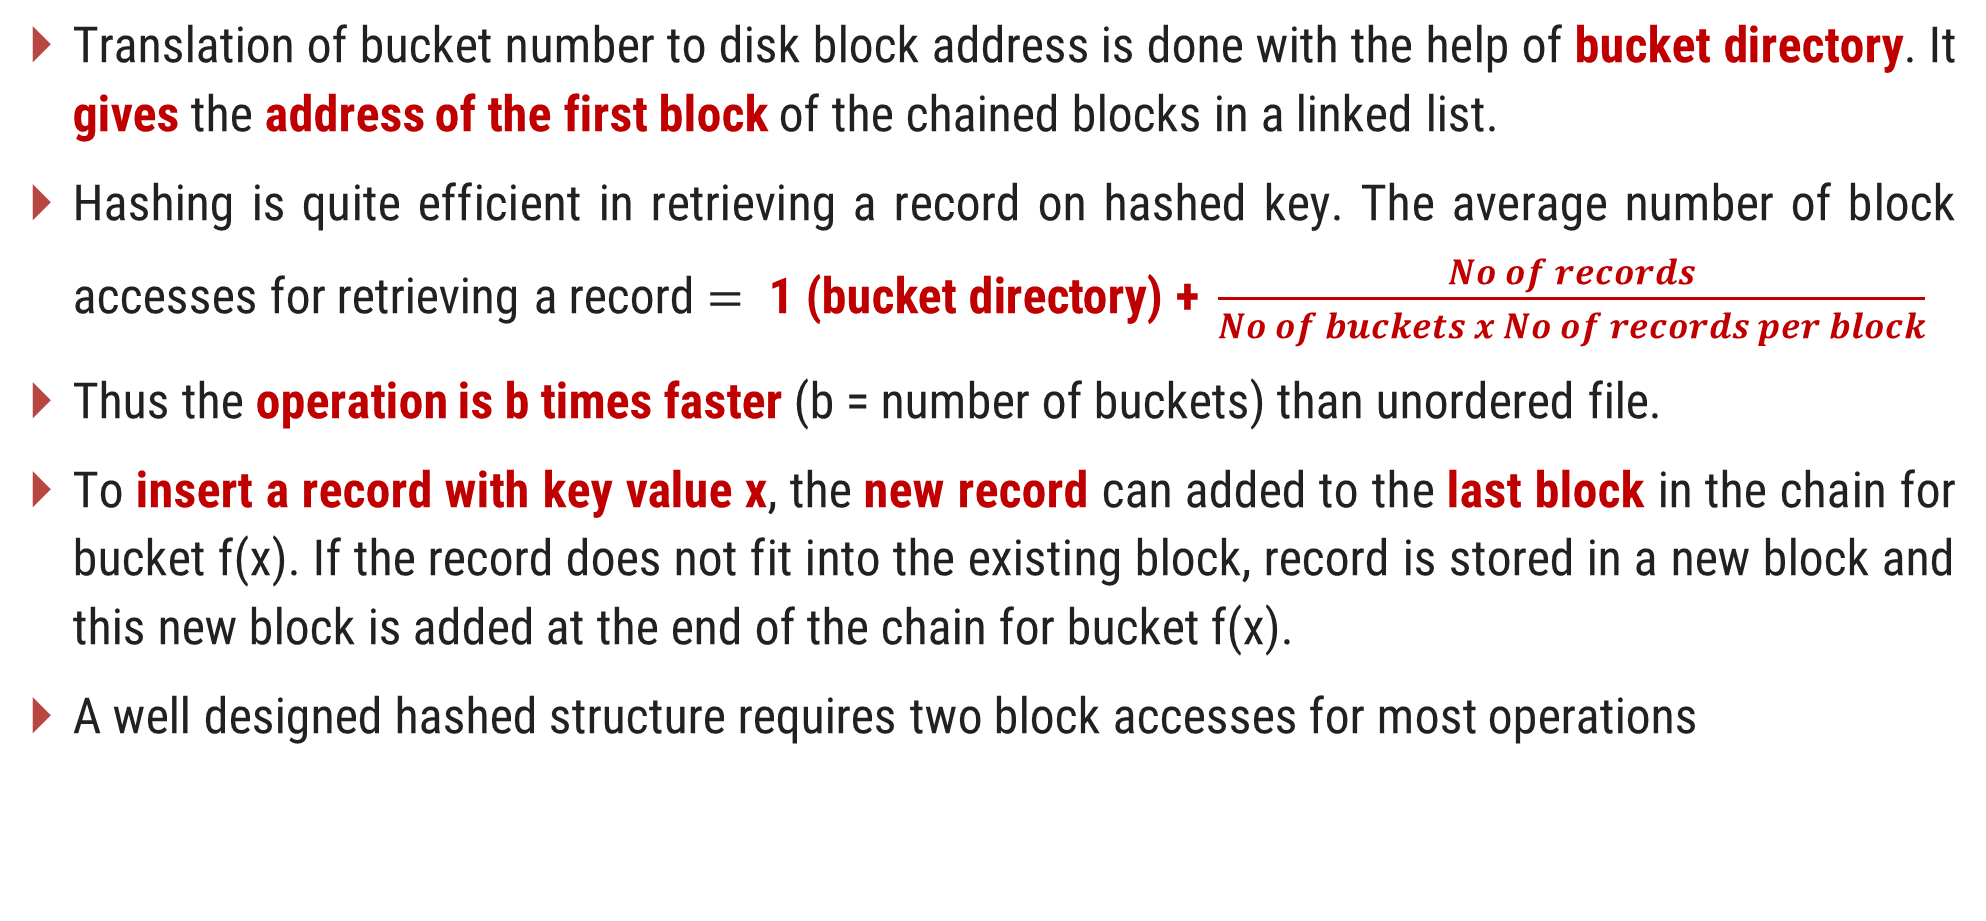 Translation of bucket number to disk block address is done with the help of bucket directory. It
gives the address of the first block of the chained blocks in a linked list.
Hashing is quite efficient in retrieving a record on hashed key. The average number of block
accesses for retrieving a record = 1 (bucket directory) + No of records / No of buckets x No of records per block
Thus the operation is b times faster (b = number of buckets) than unordered file.
To insert a record with key value x, the new record can added to the last block in the chain for
bucket f(x). If the record does not fit into the existing block, record is stored in a new block and
this new block is added at the end of the chain for bucket f(x).
A well designed hashed structure requires two block accesses for most operations